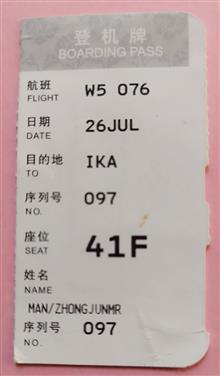 登机牌
BOARDING PASS
航班 W5 076
FLIGHT
日期 26JUL
DATE
目的地 IKA
TO
序列号 097
NO.
座位 41F
SEAT
姓名
NAME
MAN/ZHONGJUNMR
序列号 097
NO.